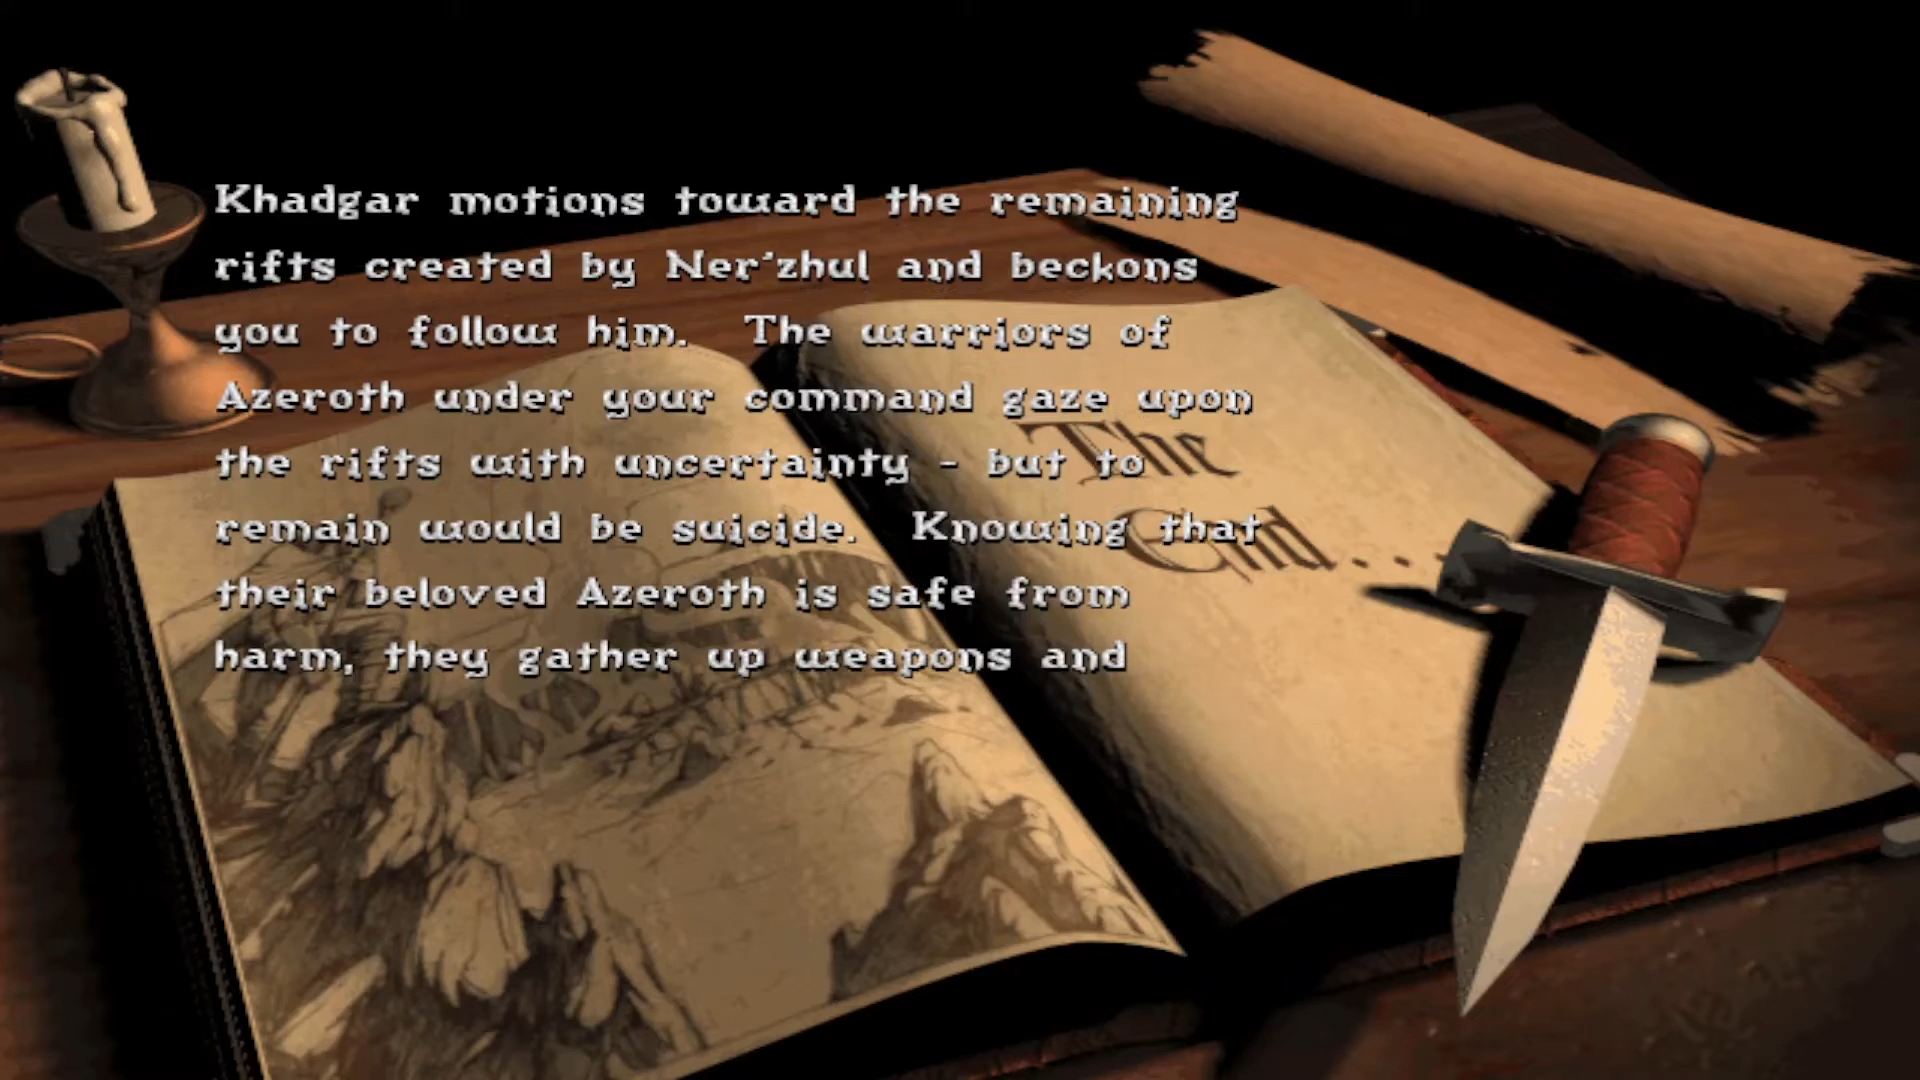 Khadgar motions toward the remaining
rifts created by Ner'zhul and beckons
you to follow him.  The warriors of
Azeroth under your command gaze upon
the rifts with uncertainty - but to
remain would be suicide.  Knowing that
their beloved Azeroth is safe from
harm, they gather up weapons and
The
End...